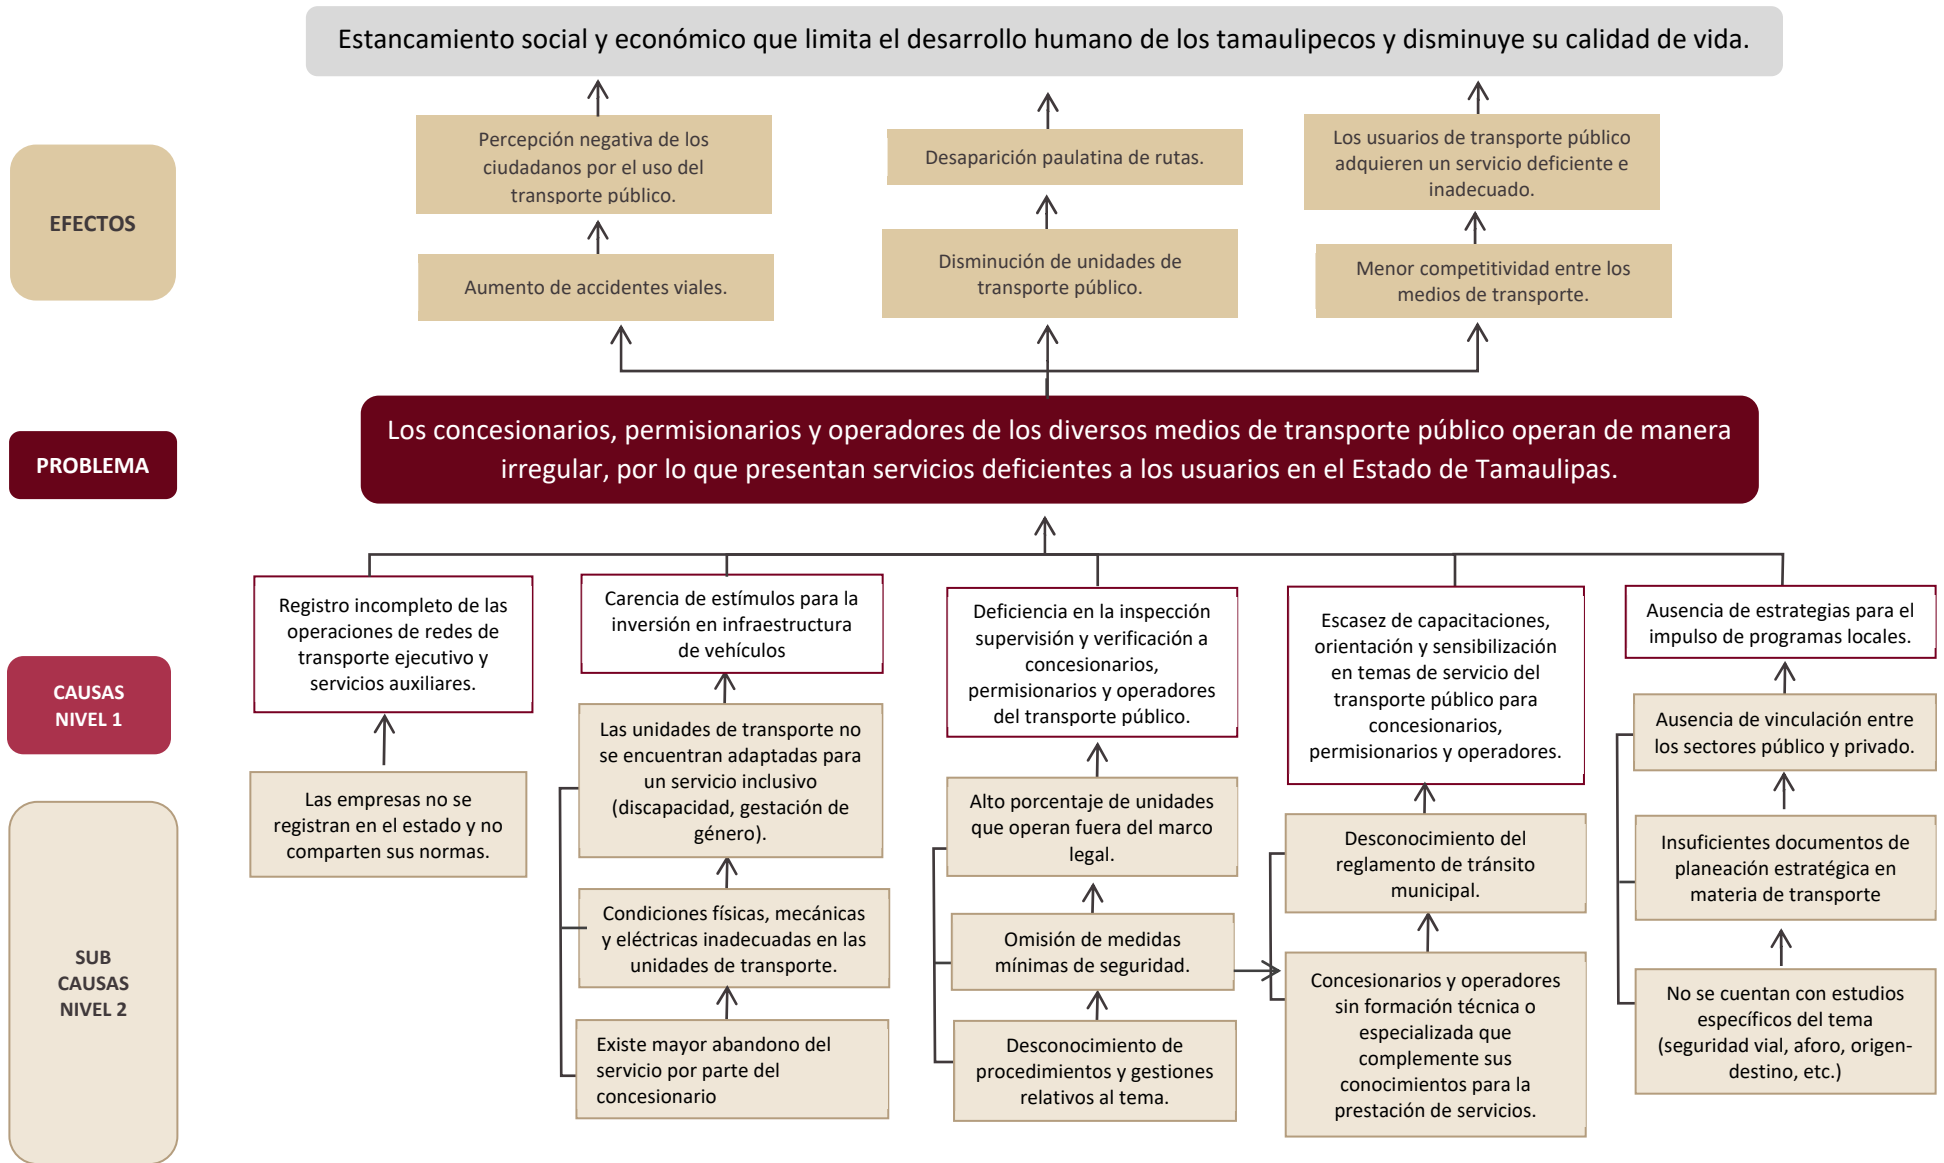 Estancamiento social y económico que limita el desarrollo humano de los tamaulipecos y disminuye su calidad de vida.
EFECTOS
Percepción negativa de los
ciudadanos por el uso del
transporte público.
Desaparición paulatina de rutas.
Los usuarios de transporte público
adquieren un servicio deficiente e
inadecuado.
Aumento de accidentes viales.
Disminución de unidades de
transporte público.
Menor competitividad entre los
medios de transporte.
PROBLEMA
Los concesionarios, permisionarios y operadores de los diversos medios de transporte público operan de manera
irregular, por lo que presentan servicios deficientes a los usuarios en el Estado de Tamaulipas.
CAUSAS
NIVEL 1
Registro incompleto de las
operaciones de redes de
transporte ejecutivo y
servicios auxiliares.
Carencia de estímulos para la
inversión en infraestructura
de vehículos
Deficiencia en la inspección
supervisión y verificación a
concesionarios,
permisionarios y operadores
del transporte público.
Escasez de capacitaciones,
orientación y sensibilización
en temas de servicio del
transporte público para
concesionarios,
permisionarios y operadores.
Ausencia de estrategias para el
impulso de programas locales.
SUB
CAUSAS
NIVEL 2
Las empresas no se
registran en el estado y no
comparten sus normas.
Las unidades de transporte no
se encuentran adaptadas para
un servicio inclusivo
(discapacidad, gestación de
género).
Condiciones físicas, mecánicas
y eléctricas inadecuadas en las
unidades de transporte.
Existe mayor abandono del
servicio por parte del
concesionario
Alto porcentaje de unidades
que operan fuera del marco
legal.
Omisión de medidas
mínimas de seguridad.
Desconocimiento de
procedimientos y gestiones
relativos al tema.
Desconocimiento del
reglamento de tránsito
municipal.
Concesionarios y operadores
sin formación técnica o
especializada que
complemente sus
conocimientos para la
prestación de servicios.
Ausencia de vinculación entre
los sectores público y privado.
Insuficientes documentos de
planeación estratégica en
materia de transporte
No se cuentan con estudios
específicos del tema
(seguridad vial, aforo, origen-
destino, etc.)